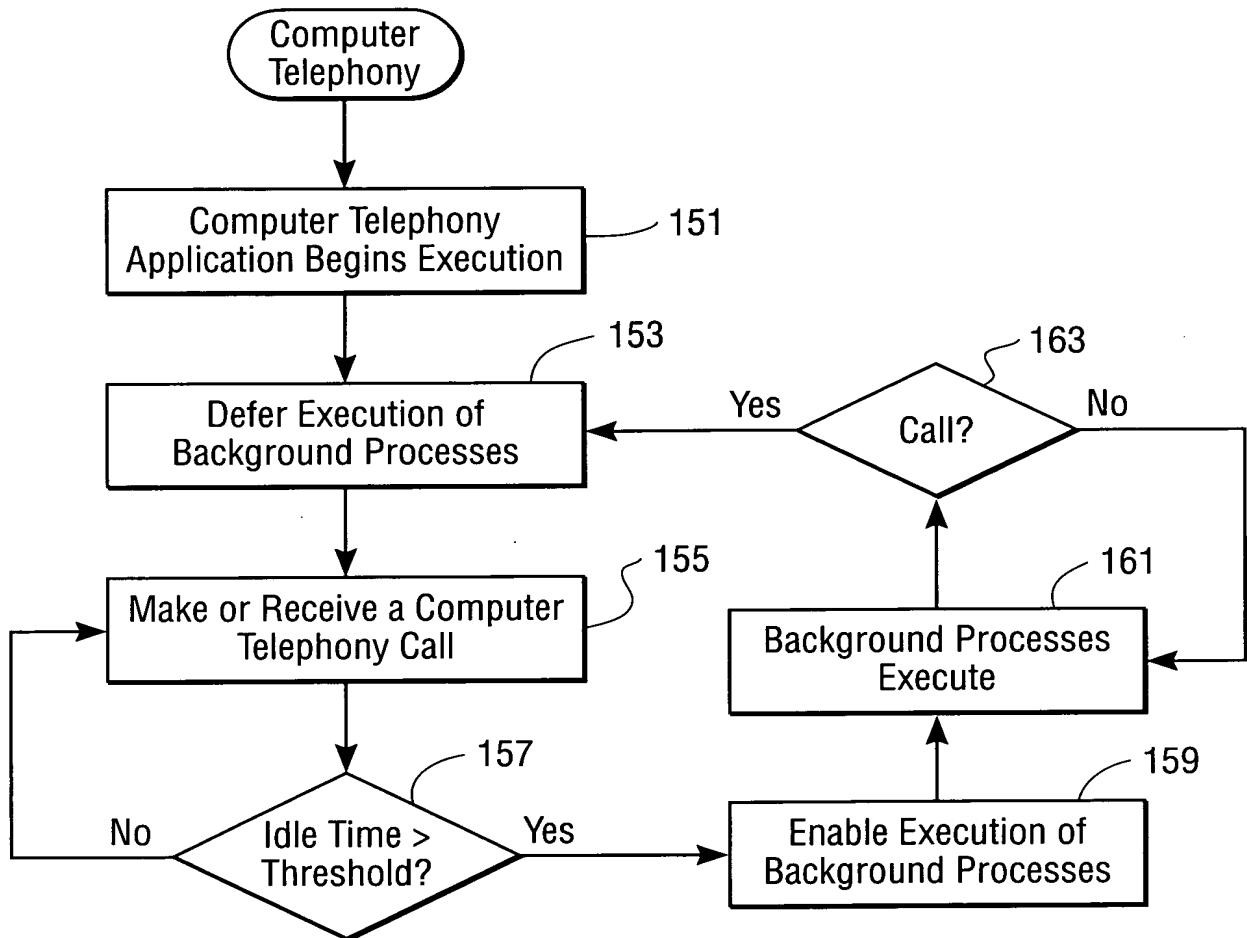 Computer
Telephony
Computer Telephony
Application Begins Execution
151
153
Defer Execution of
Background Processes
163
Yes
Call?
No
155
Make or Receive a Computer
Telephony Call
161
Background Processes
Execute
157
Idle Time >
Threshold?
No
Yes
159
Enable Execution of
Background Processes